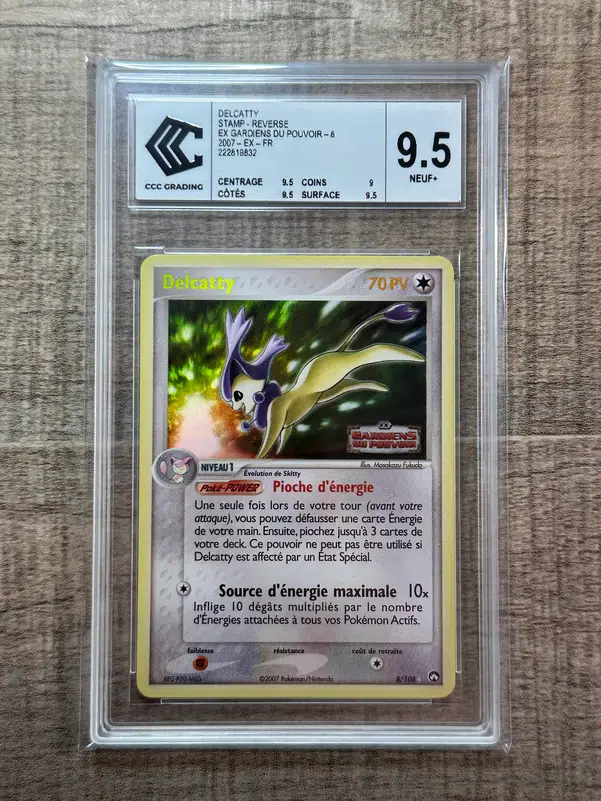 DELCATTY
STAMP - REVERSE
EX GARDIENS DU POUVOIR – 8
2007 – EX – FR
222819832
CCC GRADING
CENTRAGE 9.5 COINS 9
CÔTÉS 9.5 SURFACE 9.5
9.5
NEUF+
Delcatty 70 PV
EX
GARDIENS
DU POUVOIR
NIVEAU 1
Illus. Masakazu Fukuda
Évolution de Skitty
Poké-POWER Pioche d'énergie
Une seule fois lors de votre tour (avant votre
attaque), vous pouvez défausser une carte Énergie
de votre main. Ensuite, piochez jusqu'à 3 cartes de
votre deck. Ce pouvoir ne peut pas être utilisé si
Delcatty est affecté par un État Spécial.
Source d'énergie maximale 10x
Inflige 10 dégâts multipliés par le nombre
d'Énergies attachées à tous vos Pokémon Actifs.
faiblesse résistance coût de retraite
©2007 Pokémon/Nintendo 8/108